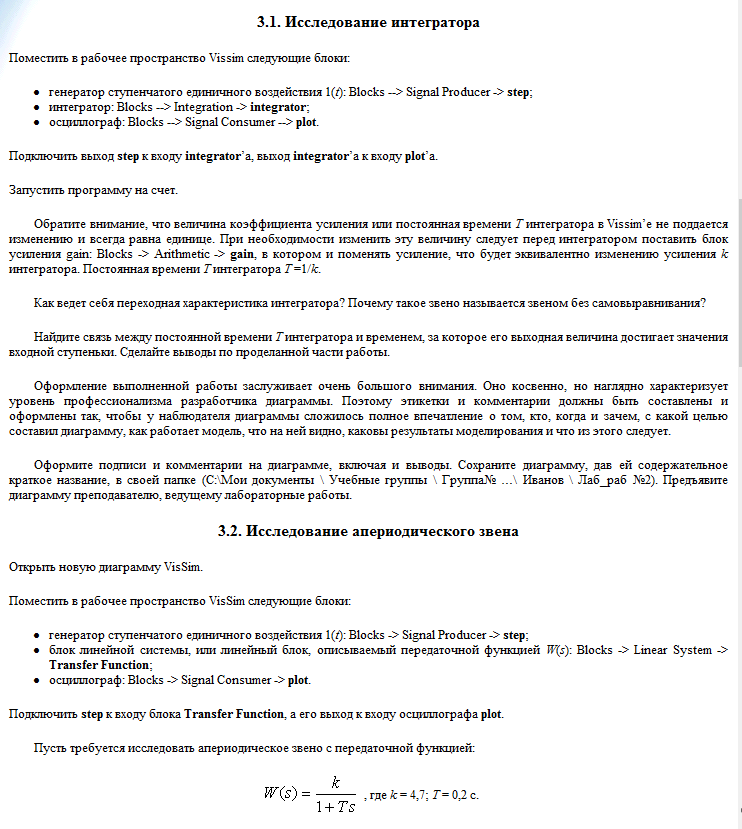 3.1. Исследование интегратора
Поместить в рабочее пространство Vissim следующие блоки:
• генератор ступенчатого единичного воздействия 1(t): Blocks --> Signal Producer -> step;
• интегратор: Blocks --> Integration -> integrator;
• осциллограф: Blocks --> Signal Consumer --> plot.
Подключить выход step к входу integrator’а, выход integrator’а к входу plot’а.
Запустить программу на счет.
Обратите внимание, что величина коэффициента усиления или постоянная времени T интегратора в Vissim’е не поддается
изменению и всегда равна единице. При необходимости изменить эту величину следует перед интегратором поставить блок
усиления gain: Blocks -> Arithmetic -> gain, в котором и поменять усиление, что будет эквивалентно изменению усиления k
интегратора. Постоянная времени T интегратора T =1/k.
Как ведет себя переходная характеристика интегратора? Почему такое звено называется звеном без самовыравнивания?
Найдите связь между постоянной времени T интегратора и временем, за которое его выходная величина достигает значения
входной ступеньки. Сделайте выводы по проделанной части работы.
Оформление выполненной работы заслуживает очень большого внимания. Оно косвенно, но наглядно характеризует
уровень профессионализма разработчика диаграммы. Поэтому этикетки и комментарии должны быть составлены и
оформлены так, чтобы у наблюдателя диаграммы сложилось полное впечатление о том, кто, когда и зачем, с какой целью
составил диаграмму, как работает модель, что на ней видно, каковы результаты моделирования и что из этого следует.
Оформите подписи и комментарии на диаграмме, включая и выводы. Сохраните диаграмму, дав ей содержательное
краткое название, в своей папке (C:\Мои документы \ Учебные группы \ Группа№ ...\ Иванов \ Лаб_раб №2). Предъявите
диаграмму преподавателю, ведущему лабораторные работы.
3.2. Исследование апериодического звена
Открыть новую диаграмму VisSim.
Поместить в рабочее пространство VisSim следующие блоки:
• генератор ступенчатого единичного воздействия 1(t): Blocks -> Signal Producer -> step;
• блок линейной системы, или линейный блок, описываемый передаточной функцией W(s): Blocks -> Linear System ->
Transfer Function;
• осциллограф: Blocks -> Signal Consumer -> plot.
Подключить step к входу блока Transfer Function, а его выход к входу осциллографа plot.
Пусть требуется исследовать апериодическое звено с передаточной функцией:
W(s) = k / (1 + Ts) , где k = 4,7; T = 0,2 с.